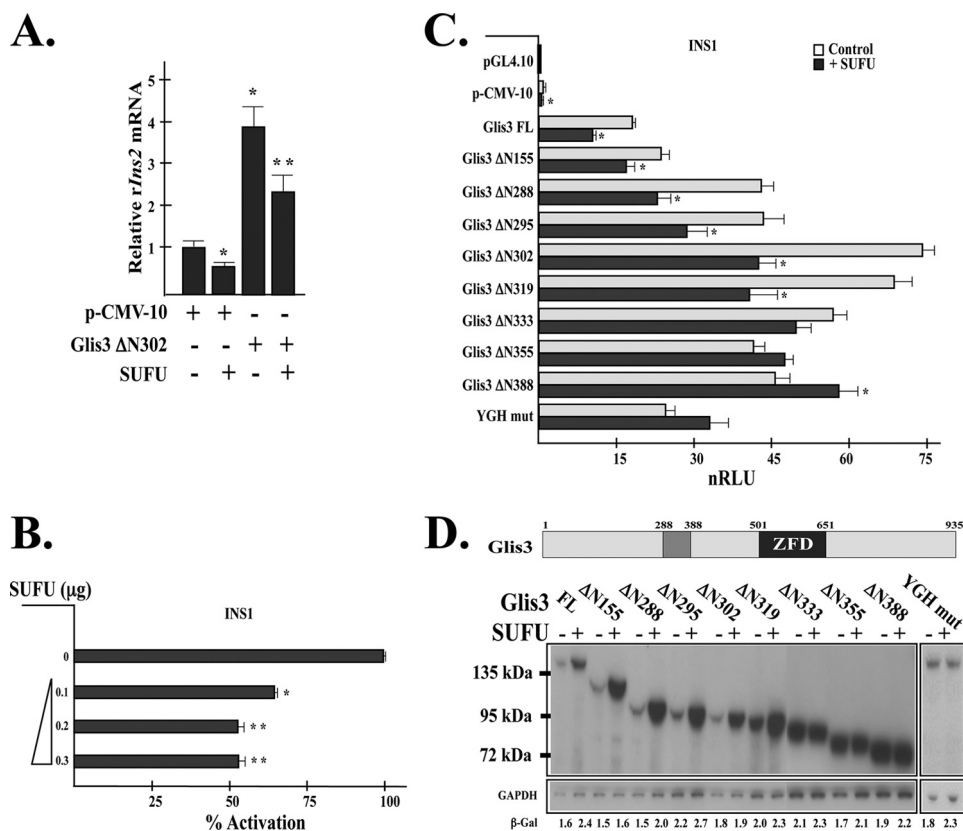 A.
Relative rIns2 mRNA
5
4
3
2
1
*
*
*
**
p-CMV-10 + + - -
Glis3 ΔN302 - - + +
SUFU - + - +
B.
SUFU (µg)
INS1
0
0.1
*
0.2
**
0.3
**
25 50 75 100
% Activation
C.
INS1
Control
+ SUFU
pGL4.10
p-CMV-10
*
Glis3 FL
*
Glis3 ΔN155
*
Glis3 ΔN288
*
Glis3 ΔN295
*
Glis3 ΔN302
*
Glis3 ΔN319
*
Glis3 ΔN333
Glis3 ΔN355
Glis3 ΔN388
*
YGH mut
15 30 45 60 75
nRLU
D.
1 288 388 501 651 935
Glis3 ZFD
Glis3 FL ΔN155 ΔN288 ΔN295 ΔN302 ΔN319 ΔN333 ΔN355 ΔN388 YGH mut
SUFU - + - + - + - + - + - + - + - + - + - +
135 kDa
95 kDa
72 kDa
GAPDH
β-Gal 1.6 2.4 1.5 1.6 1.5 2.0 2.2 2.7 1.8 1.9 2.0 2.3 2.1 2.3 1.7 2.1 1.9 2.2 1.8 2.3